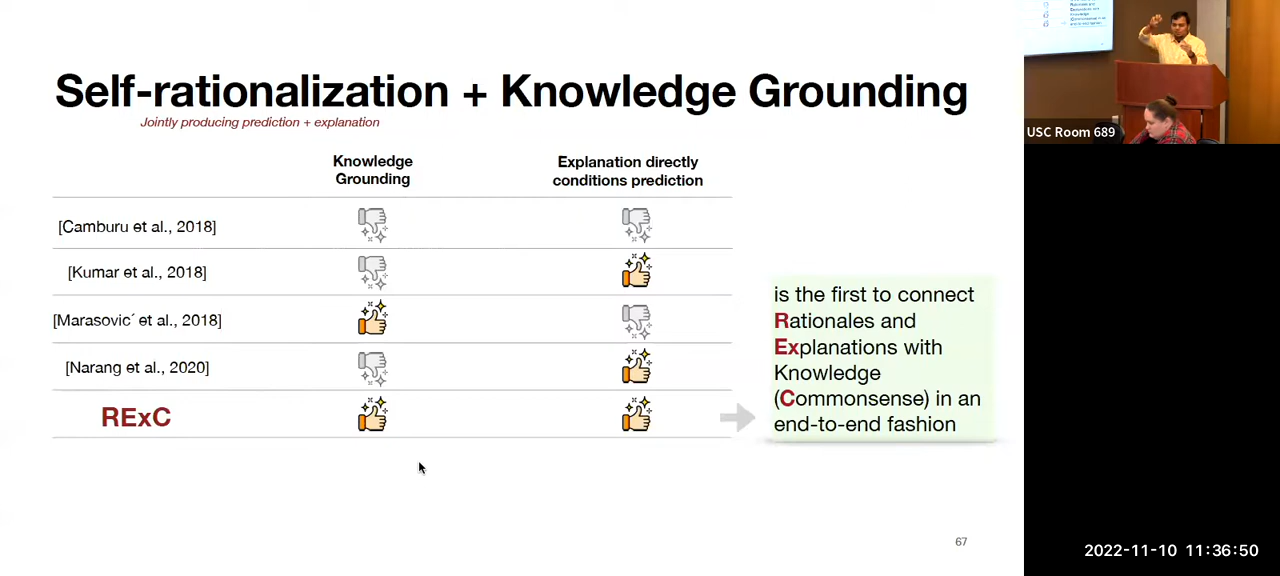 Self-rationalization + Knowledge Grounding
Jointly producing prediction + explanation
Knowledge
Grounding
Explanation directly
conditions prediction
[Camburu et al., 2018]
[Kumar et al., 2018]
[Marasovic´ et al., 2018]
[Narang et al., 2020]
RExC
is the first to connect
Rationales and
Explanations with
Knowledge
(Commonsense) in an
end-to-end fashion
67
USC Room 689
2022-11-10 11:36:50